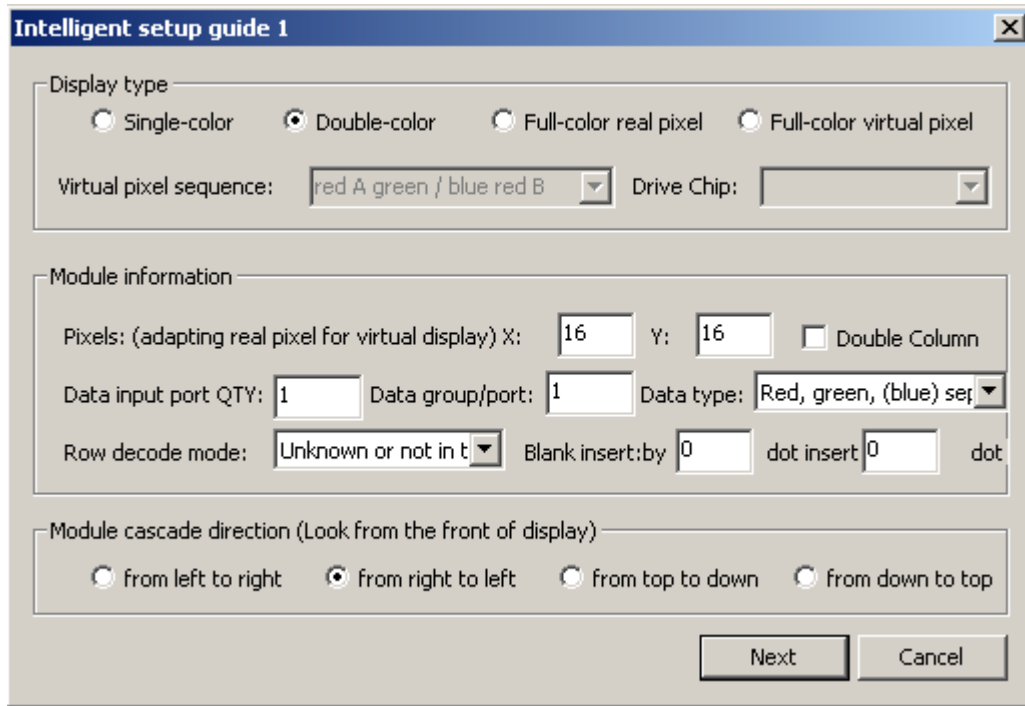 Intelligent setup guide 1
Display type
Single-color Double-color Full-color real pixel Full-color virtual pixel
Virtual pixel sequence: red A green / blue red B Drive Chip:
Module information
Pixels: (adapting real pixel for virtual display) X: 16 Y: 16 Double Column
Data input port QTY: 1 Data group/port: 1 Data type: Red, green, (blue) sep
Row decode mode: Unknown or not in t Blank insert:by 0 dot insert 0 dot
Module cascade direction (Look from the front of display)
from left to right from right to left from top to down from down to top
Next Cancel